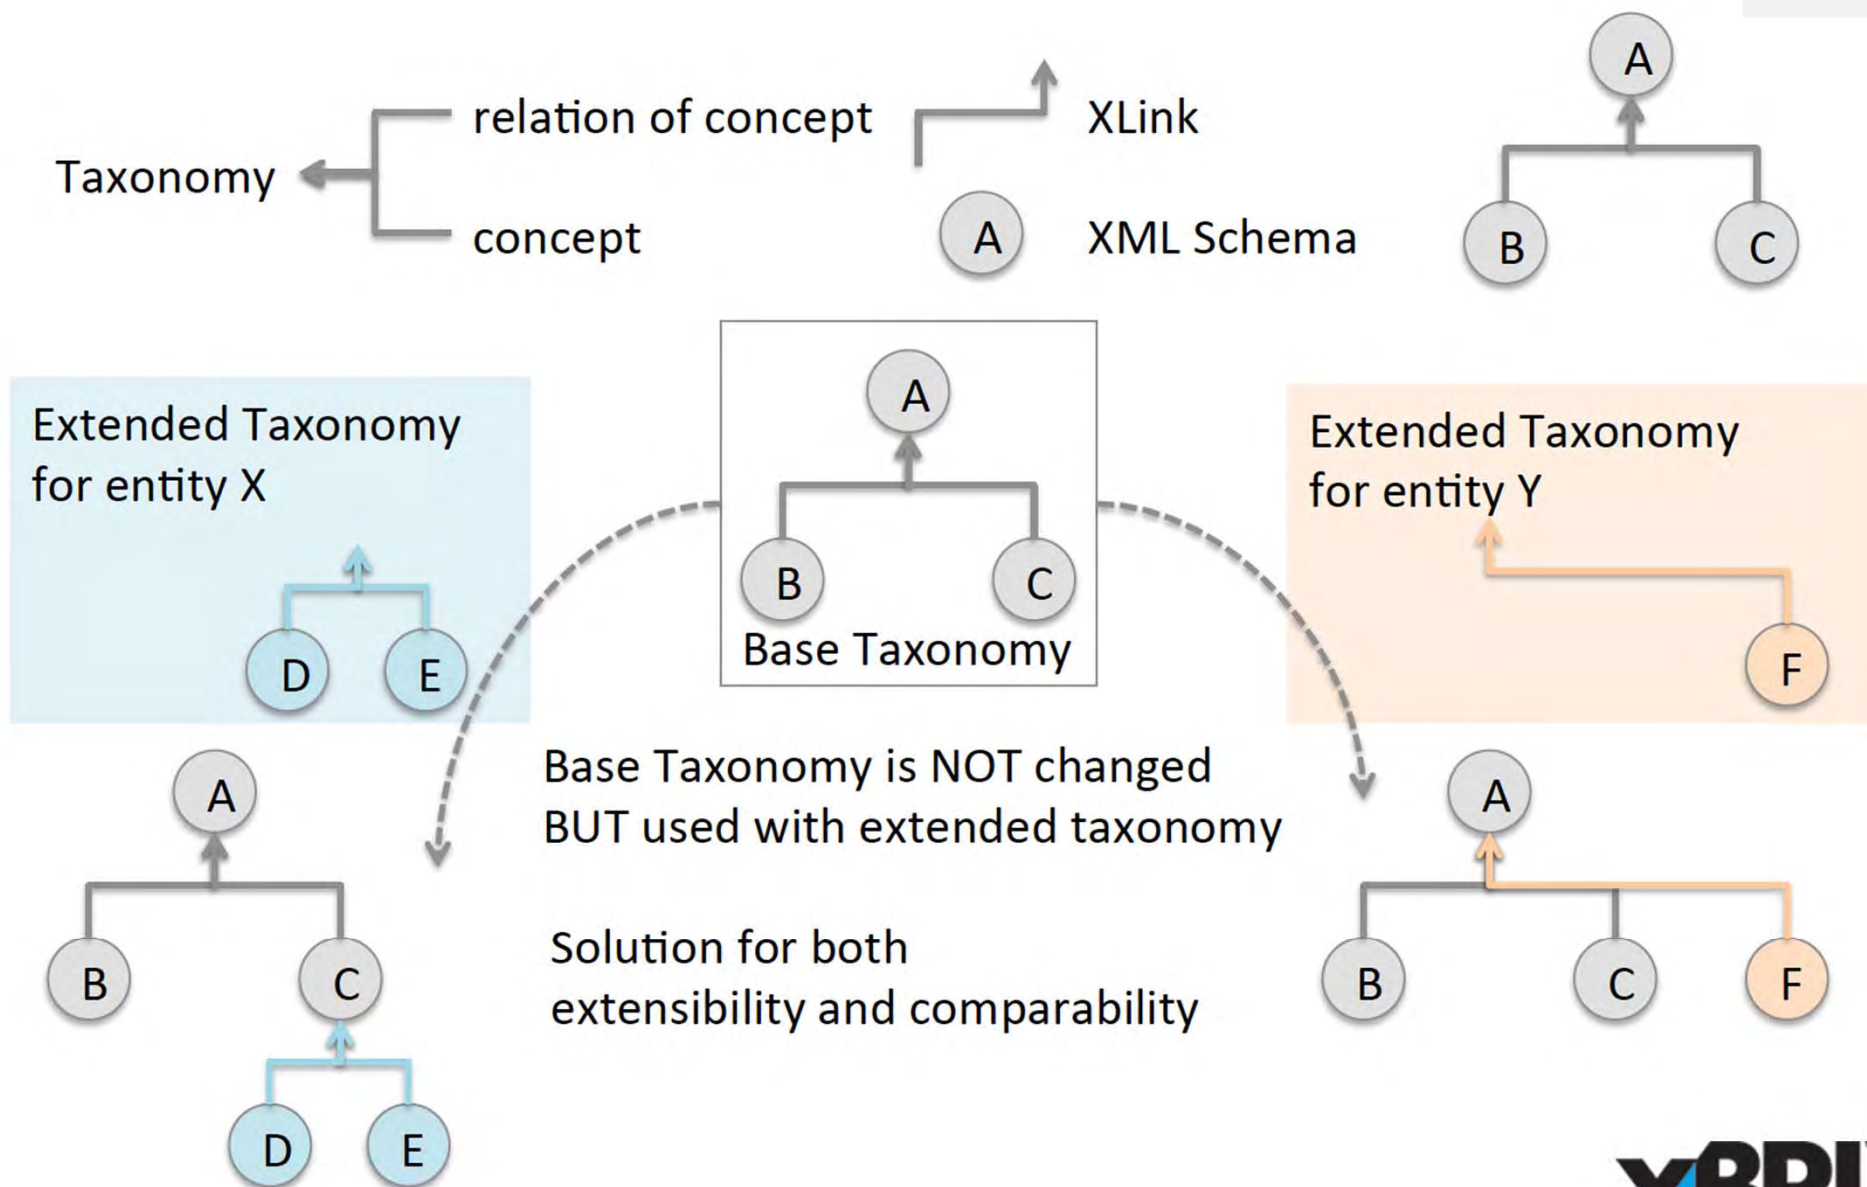 A
relation of concept
XLink
Taxonomy
concept
A
XML Schema
B
C
A
Extended Taxonomy
for entity X
Extended Taxonomy
for entity Y
B
C
Base Taxonomy
D
E
F
Base Taxonomy is NOT changed
BUT used with extended taxonomy
A
A
Solution for both
extensibility and comparability
B
C
B
C
F
D
E